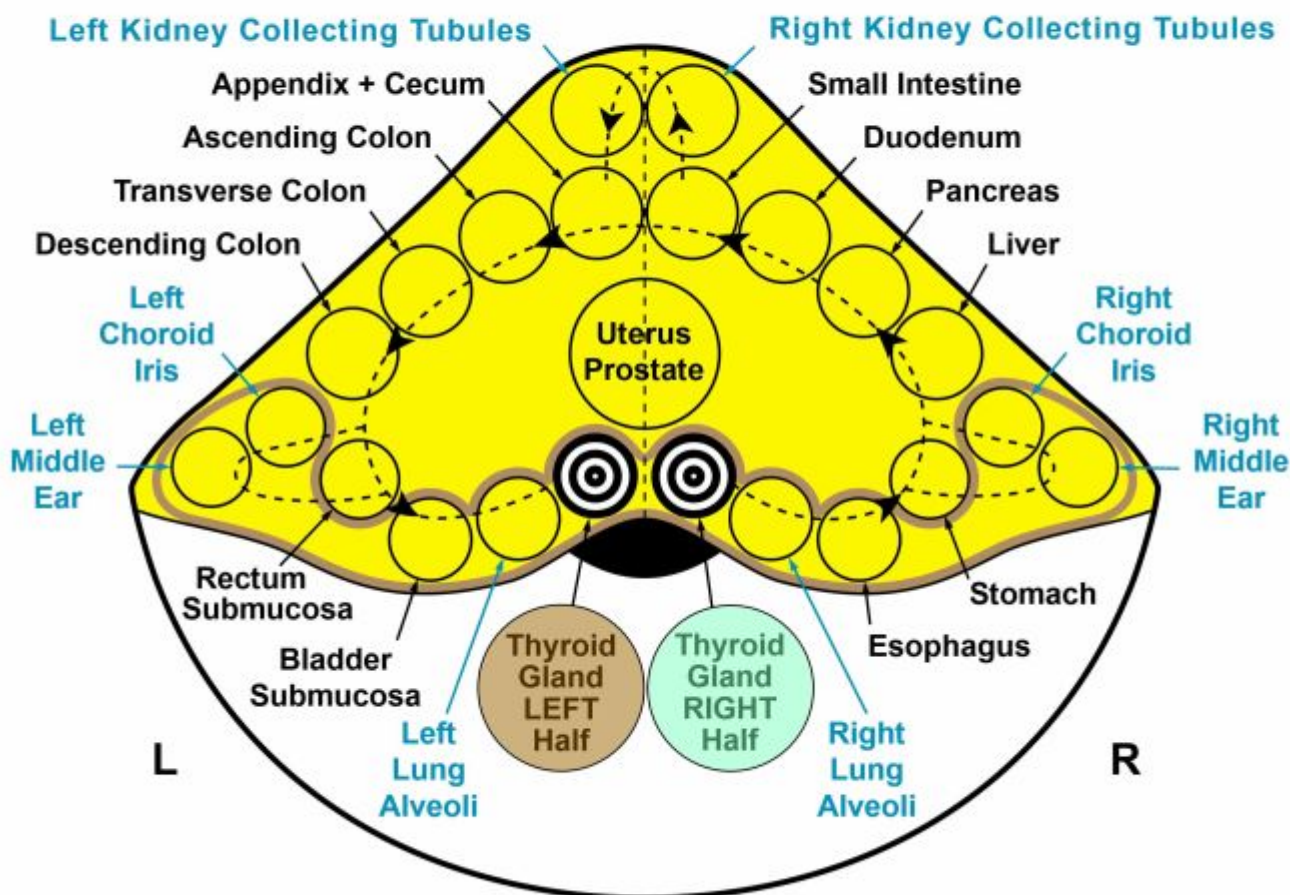 Left Kidney Collecting Tubules
Right Kidney Collecting Tubules
Appendix + Cecum
Small Intestine
Ascending Colon
Duodenum
Transverse Colon
Pancreas
Descending Colon
Liver
Left
Choroid
Iris
Right
Choroid
Iris
Uterus
Prostate
Left
Middle
Ear
Right
Middle
Ear
Rectum
Submucosa
Stomach
Bladder
Submucosa
Esophagus
Thyroid
Gland
LEFT
Half
Thyroid
Gland
RIGHT
Half
Left
Lung
Alveoli
Right
Lung
Alveoli
L
R